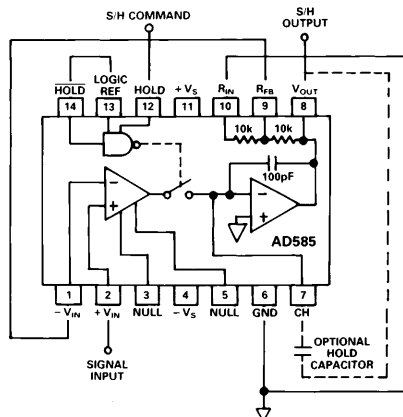 S/H COMMAND
S/H
OUTPUT
HOLD
LOGIC
REF
HOLD
+VS
RIN
RFB
VOUT
14
13
12
11
10
9
8
10k
10k
100pF
−
+
−
+
AD585
1
2
3
4
5
6
7
−VIN
+VIN
NULL
−VS
NULL
GND
CH
SIGNAL
INPUT
OPTIONAL
HOLD
CAPACITOR